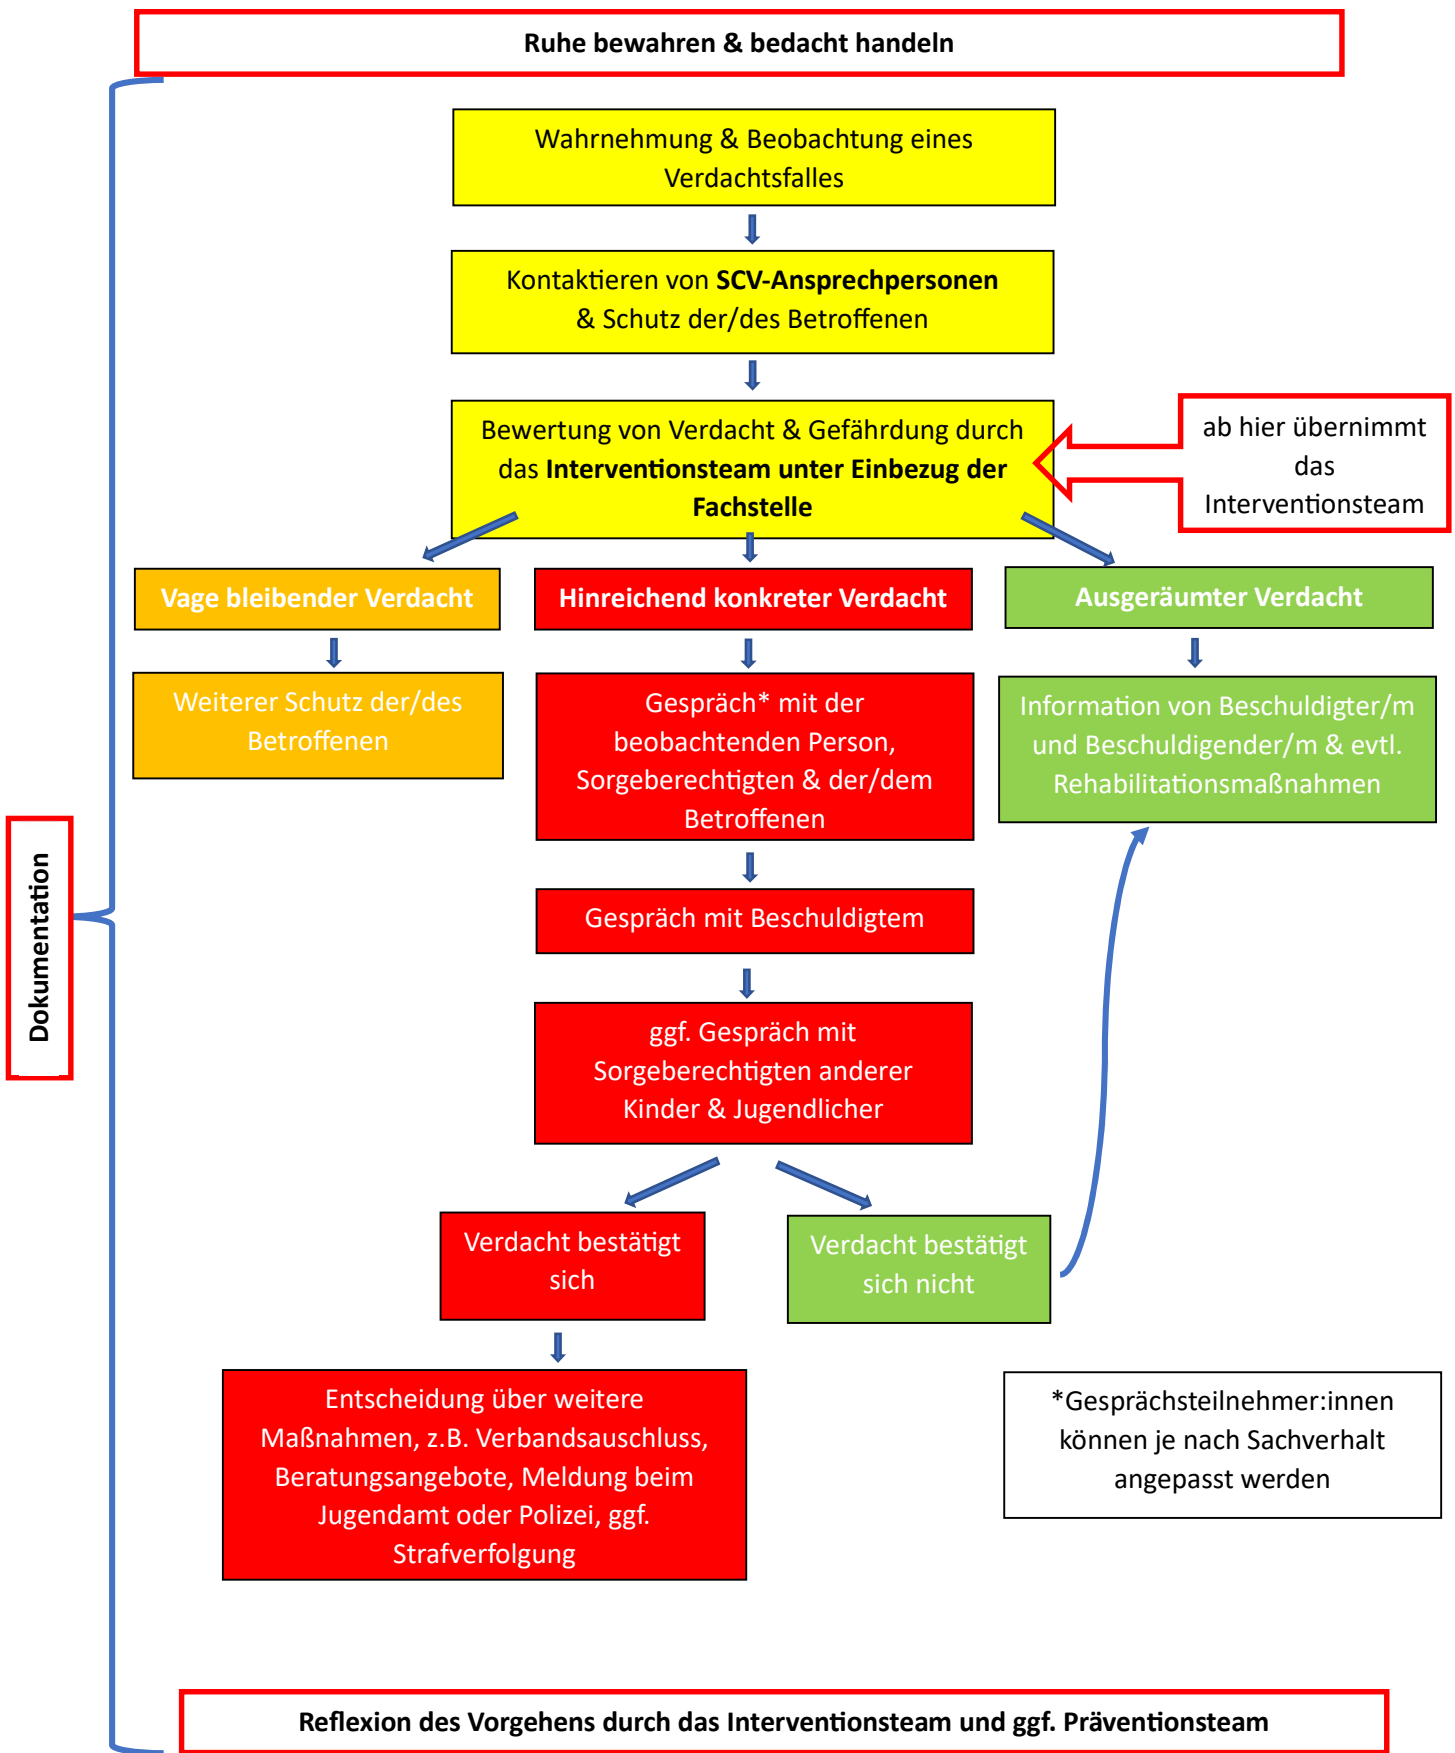 Ruhe bewahren & bedacht handeln
Wahrnehmung & Beobachtung eines
Verdachtsfalles
Kontaktieren von SCV-Ansprechpersonen
& Schutz der/des Betroffenen
Bewertung von Verdacht & Gefährdung durch
das Interventionsteam unter Einbezug der
Fachstelle
ab hier übernimmt
das
Interventionsteam
Vage bleibender Verdacht
Hinreichend konkreter Verdacht
Ausgeräumter Verdacht
Weiterer Schutz der/des
Betroffenen
Gespräch* mit der
beobachtenden Person,
Sorgeberechtigten & der/dem
Betroffenen
Information von Beschuldigter/m
und Beschuldigender/m & evtl.
Rehabilitationsmaßnahmen
Dokumentation
Gespräch mit Beschuldigtem
ggf. Gespräch mit
Sorgeberechtigten anderer
Kinder & Jugendlicher
Verdacht bestätigt
sich
Verdacht bestätigt
sich nicht
Entscheidung über weitere
Maßnahmen, z.B. Verbandsauschluss,
Beratungsangebote, Meldung beim
Jugendamt oder Polizei, ggf.
Strafverfolgung
*Gesprächsteilnehmer:innen
können je nach Sachverhalt
angepasst werden
Reflexion des Vorgehens durch das Interventionsteam und ggf. Präventionsteam